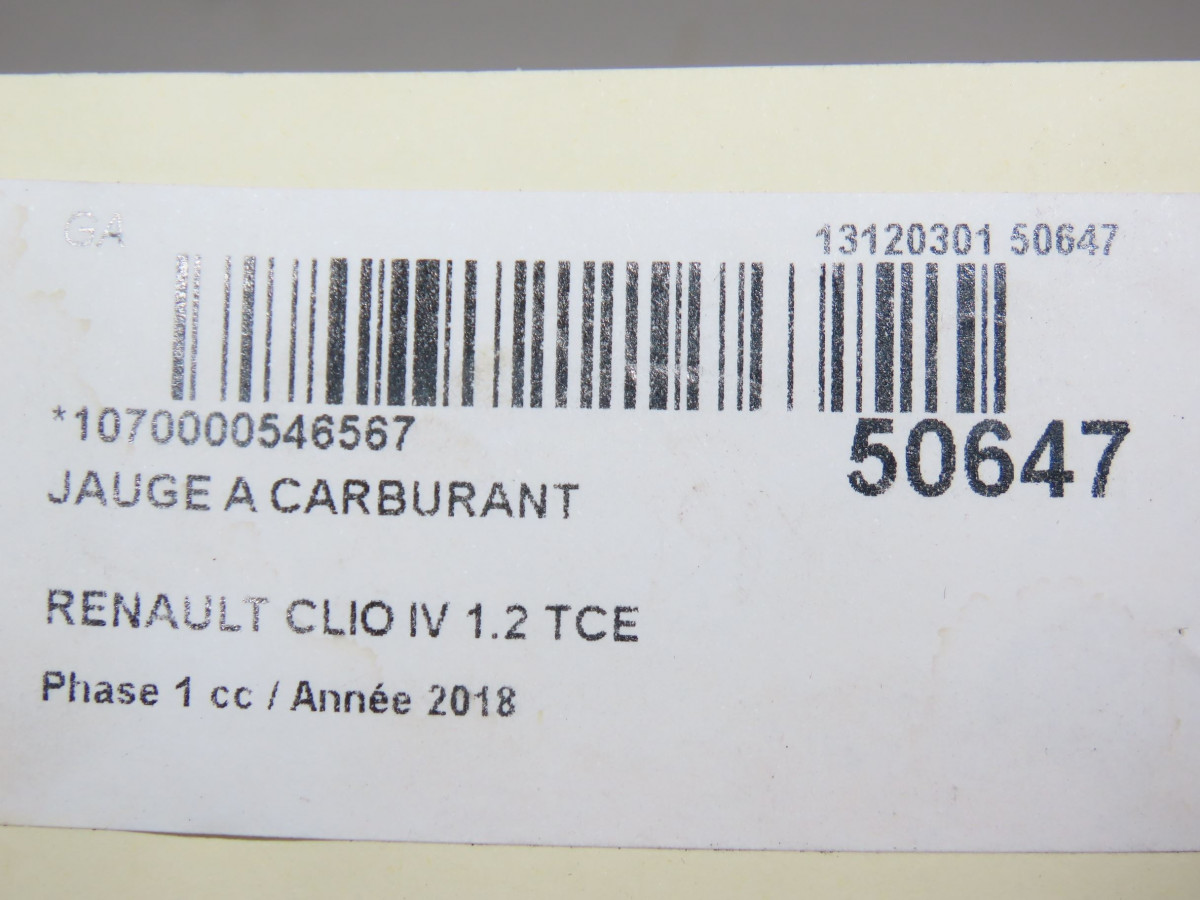 GA
13120301 50647
*1070000546567
50647
JAUGE A CARBURANT
RENAULT CLIO IV 1.2 TCE
Phase 1 cc / Année 2018